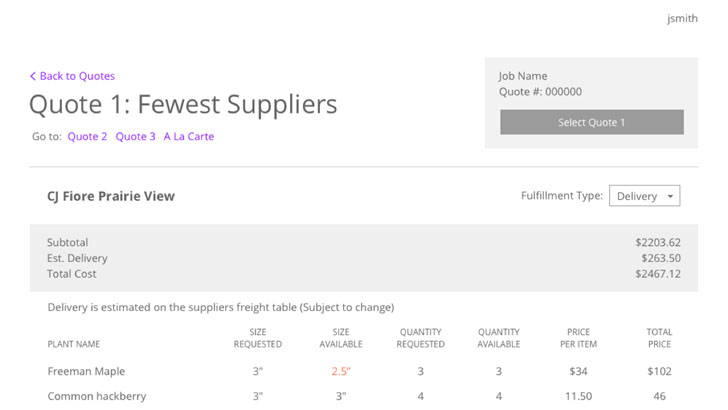 jsmith
Back to Quotes
Quote 1: Fewest Suppliers
Go to: Quote 2 Quote 3 A La Carte
Job Name
Quote #: 000000
Select Quote 1
CJ Fiore Prairie View
Fulfillment Type: Delivery
Subtotal $2203.62
Est. Delivery $263.50
Total Cost $2467.12
Delivery is estimated on the suppliers freight table (Subject to change)
PLANT NAME SIZE REQUESTED SIZE AVAILABLE QUANTITY REQUESTED QUANTITY AVAILABLE PRICE PER ITEM TOTAL PRICE
Freeman Maple 3" 2.5" 3 3 $34 $102
Common hackberry 3" 3" 4 4 11.50 46